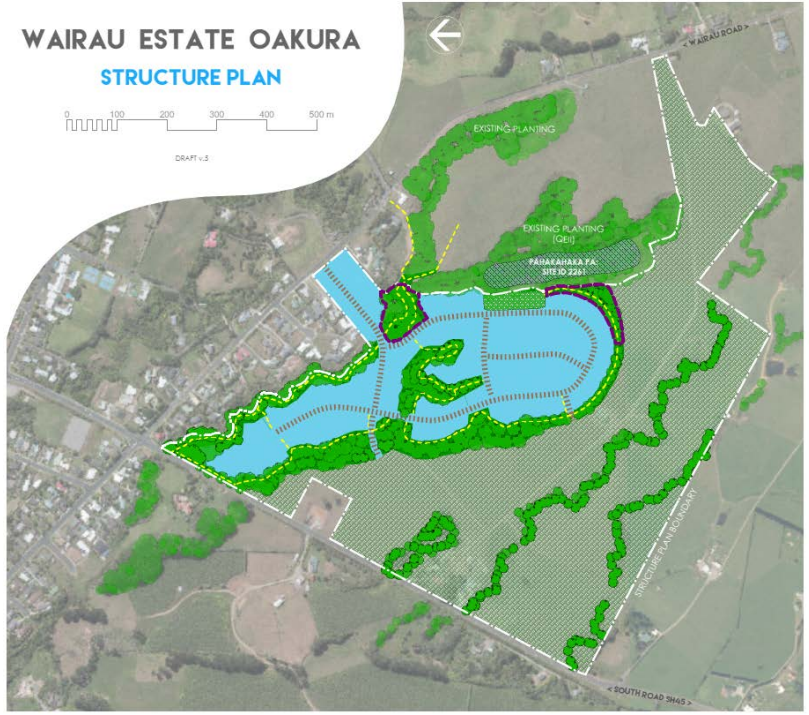 WAIRAU ESTATE OAKURA
STRUCTURE PLAN
0 100 200 300 400 500 m
DRAFT v.5
< WAIRAU ROAD >
EXISTING PLANTING
EXISTING PLANTING
(QEII)
PAHAKAHAKA PA:
SITE ID 2261
STRUCTURE PLAN BOUNDARY
< SOUTH ROAD SH45 >